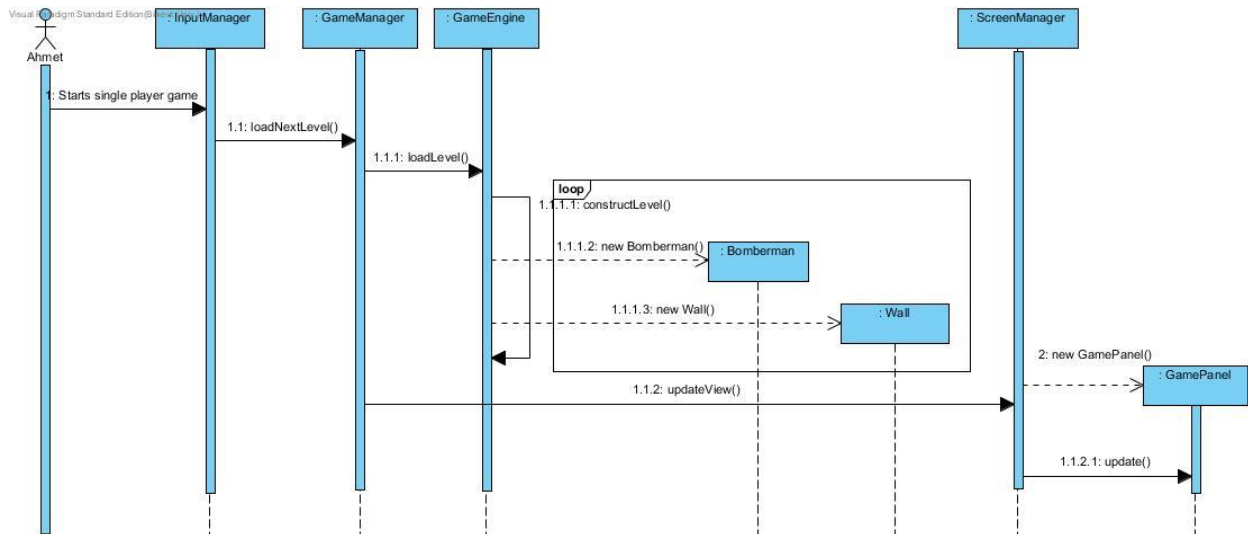 Visual Paradigm Standard Edition(Bilkent
: InputManager
: GameManager
: GameEngine
: ScreenManager
Ahmet
1: Starts single player game
1.1: loadNextLevel()
1.1.1: loadLevel()
loop
1.1.1.1: constructLevel()
1.1.1.2: new Bomberman()
: Bomberman
1.1.1.3: new Wall()
: Wall
2: new GamePanel()
: GamePanel
1.1.2: updateView()
1.1.2.1: update()